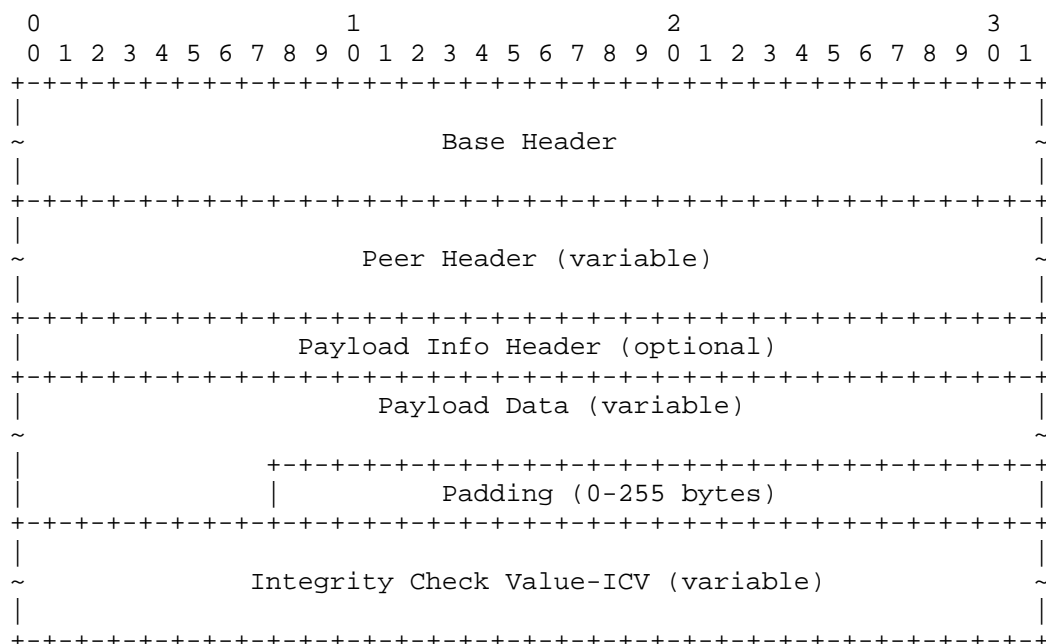 0                   1                   2                   3
 0 1 2 3 4 5 6 7 8 9 0 1 2 3 4 5 6 7 8 9 0 1 2 3 4 5 6 7 8 9 0 1
+-+-+-+-+-+-+-+-+-+-+-+-+-+-+-+-+-+-+-+-+-+-+-+-+-+-+-+-+-+-+-+-+
|                                                               |
~                          Base Header                          ~
|                                                               |
+-+-+-+-+-+-+-+-+-+-+-+-+-+-+-+-+-+-+-+-+-+-+-+-+-+-+-+-+-+-+-+-+
|                                                               |
~                     Peer Header (variable)                    ~
|                                                               |
+-+-+-+-+-+-+-+-+-+-+-+-+-+-+-+-+-+-+-+-+-+-+-+-+-+-+-+-+-+-+-+-+
|                 Payload Info Header (optional)                |
+-+-+-+-+-+-+-+-+-+-+-+-+-+-+-+-+-+-+-+-+-+-+-+-+-+-+-+-+-+-+-+-+
|                      Payload Data (variable)                  |
~                                                               ~
|               +-+-+-+-+-+-+-+-+-+-+-+-+-+-+-+-+-+-+-+-+-+-+-+-+
|               |          Padding (0-255 bytes)                |
+-+-+-+-+-+-+-+-+-+-+-+-+-+-+-+-+-+-+-+-+-+-+-+-+-+-+-+-+-+-+-+-+
|                                                               |
~              Integrity Check Value-ICV (variable)             ~
|                                                               |
+-+-+-+-+-+-+-+-+-+-+-+-+-+-+-+-+-+-+-+-+-+-+-+-+-+-+-+-+-+-+-+-+